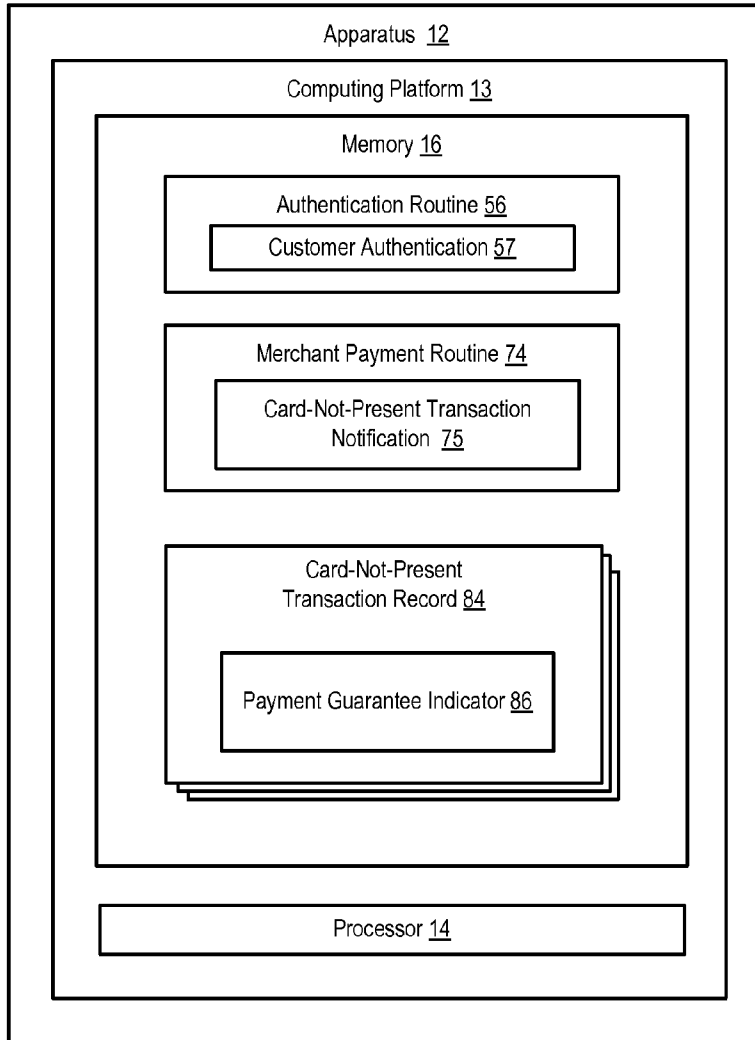 Apparatus 12
Computing Platform 13
Memory 16
Authentication Routine 56
Customer Authentication 57
Merchant Payment Routine 74
Card-Not-Present Transaction
Notification 75
Card-Not-Present
Transaction Record 84
Payment Guarantee Indicator 86
Processor 14